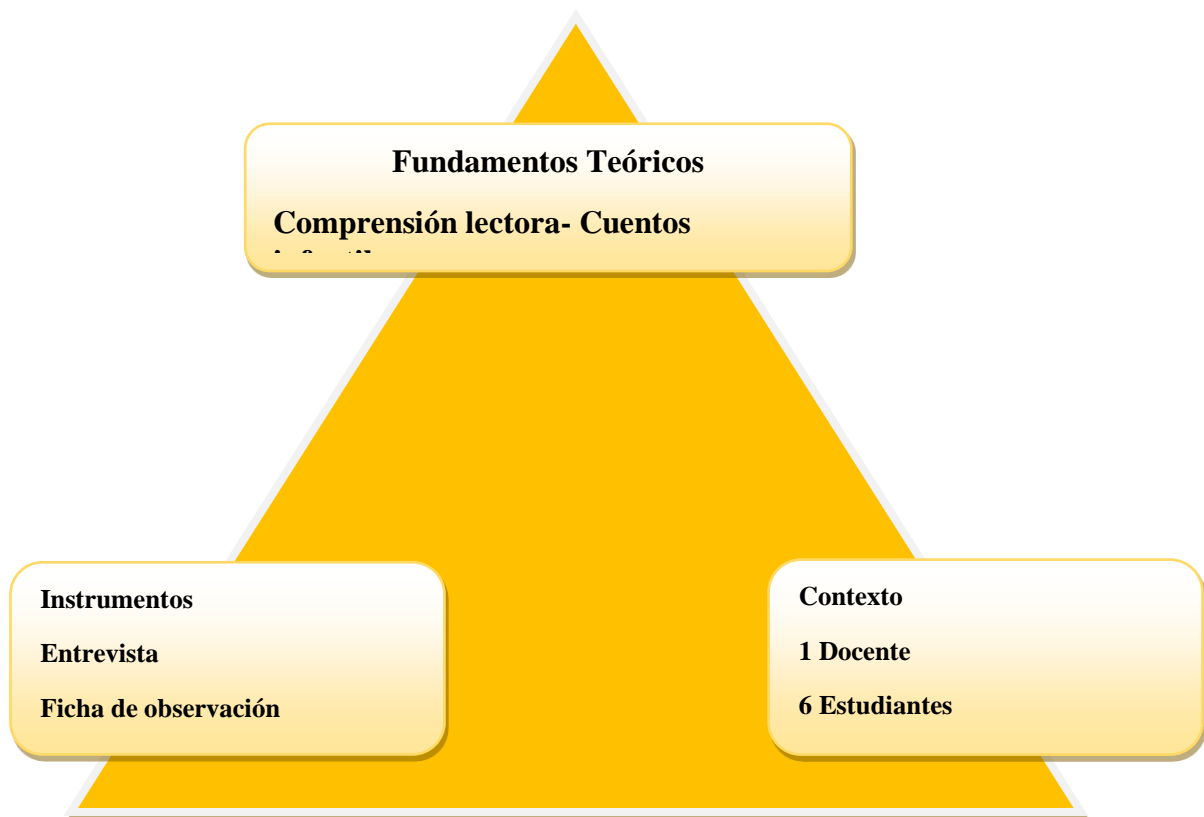 Fundamentos Teóricos
Comprensión lectora- Cuentos
Instrumentos
Entrevista
Ficha de observación
Contexto
1 Docente
6 Estudiantes